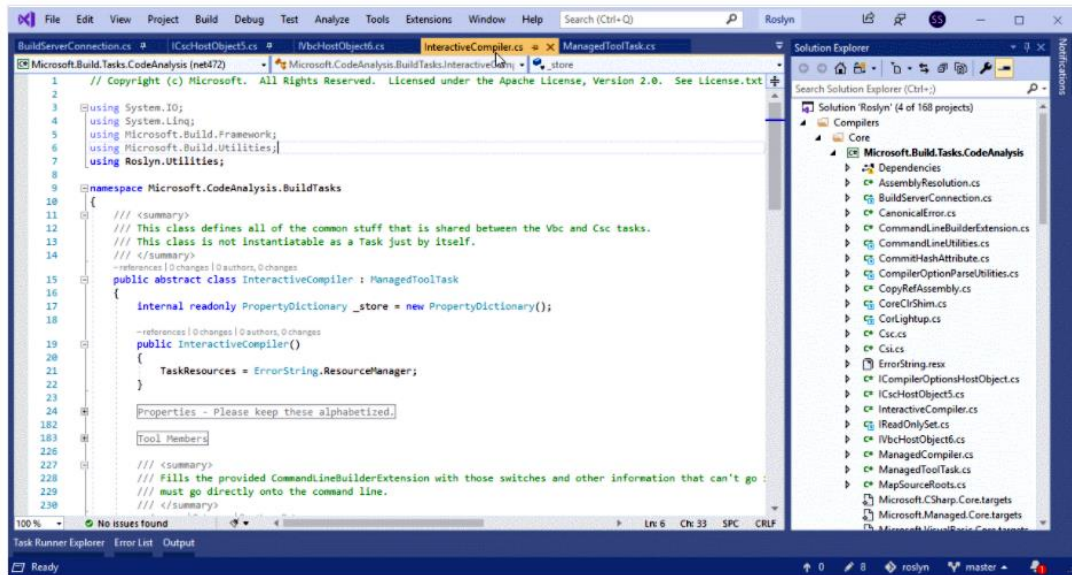 File Edit View Project Build Debug Test Analyze Tools Extensions Window Help Search (Ctrl+Q) Roslyn SS
BuildServerConnection.cs ICscHostObject5.cs IVbcHostObject6.cs InteractiveCompiler.cs ManagedToolTask.cs
Microsoft.Build.Tasks.CodeAnalysis (net472) Microsoft.CodeAnalysis.BuildTasks.InteractiveComp _store
1 // Copyright (c) Microsoft. All Rights Reserved. Licensed under the Apache License, Version 2.0. See License.txt
2
3 using System.IO;
4 using System.Linq;
5 using Microsoft.Build.Framework;
6 using Microsoft.Build.Utilities;
7 using Roslyn.Utilities;
8
9 namespace Microsoft.CodeAnalysis.BuildTasks
10 {
11 /// <summary>
12 /// This class defines all of the common stuff that is shared between the Vbc and Csc tasks.
13 /// This class is not instantiatable as a Task just by itself.
14 /// </summary>
-references | 0 changes | 0 authors, 0 changes
15 public abstract class InteractiveCompiler : ManagedToolTask
16 {
17 internal readonly PropertyDictionary _store = new PropertyDictionary();
18
-references | 0 changes | 0 authors, 0 changes
19 public InteractiveCompiler()
20 {
21 TaskResources = ErrorString.ResourceManager;
22 }
23
24 Properties - Please keep these alphabetized.
182
183 Tool Members
226
227 /// <summary>
228 /// Fills the provided CommandLineBuilderExtension with those switches and other information that can't go
229 /// must go directly onto the command line.
230 /// </summary>
100 % No issues found Ln: 6 Ch: 33 SPC CRLF
Task Runner Explorer Error List Output
Ready 0 8 roslyn master
Solution Explorer
Search Solution Explorer (Ctrl+;)
Solution 'Roslyn' (4 of 168 projects)
Compilers
Core
C# Microsoft.Build.Tasks.CodeAnalysis
Dependencies
C# AssemblyResolution.cs
C# BuildServerConnection.cs
C# CanonicalError.cs
C# CommandLineBuilderExtension.cs
C# CommandLineUtilities.cs
C# CommitHashAttribute.cs
C# CompilerOptionParseUtilities.cs
C# CopyRefAssembly.cs
C# CoreClrShim.cs
C# CorLightup.cs
C# Csc.cs
C# Csi.cs
ErrorString.resx
C# ICompilerOptionsHostObject.cs
C# ICscHostObject5.cs
C# InteractiveCompiler.cs
C# IReadOnlySet.cs
C# IVbcHostObject6.cs
C# ManagedCompiler.cs
C# ManagedToolTask.cs
C# MapSourceRoots.cs
Microsoft.CSharp.Core.targets
Microsoft.Managed.Core.targets
Microsoft.VisualBasic.Core.targets
Notifications